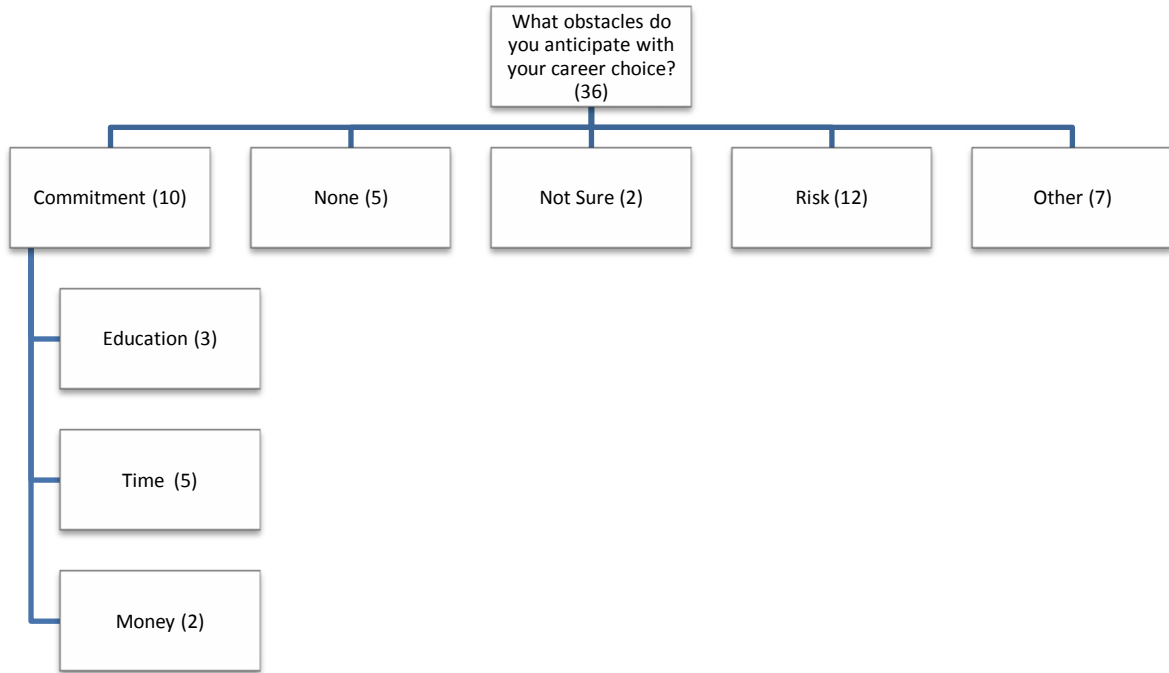 What obstacles do
you anticipate with
your career choice?
(36)
Commitment (10)
None (5)
Not Sure (2)
Risk (12)
Other (7)
Education (3)
Time (5)
Money (2)